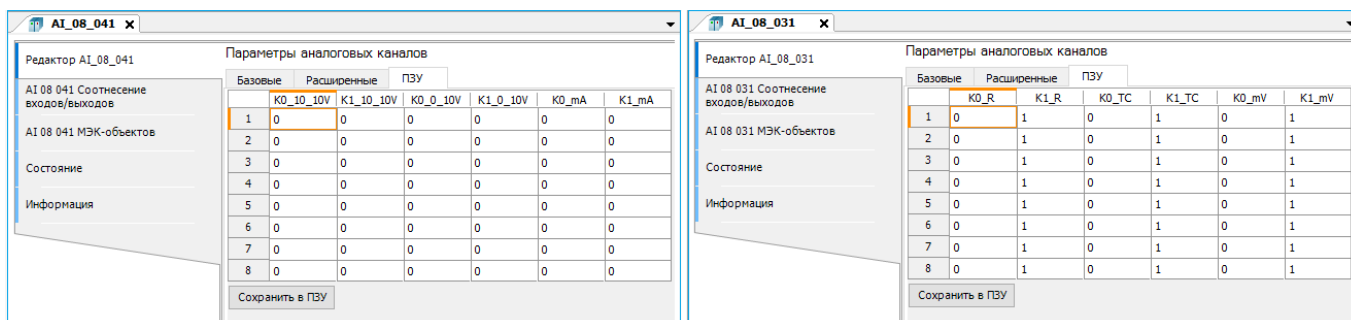 AI_08_041 X
Редактор AI_08_041
AI 08 041 Соотнесение
входов/выходов
AI 08 041 МЭК-объектов
Состояние
Информация
Параметры аналоговых каналов
Базовые Расширенные ПЗУ
K0_10_10V K1_10_10V K0_0_10V K1_0_10V K0_mA K1_mA
1 0 0 0 0 0 0
2 0 0 0 0 0 0
3 0 0 0 0 0 0
4 0 0 0 0 0 0
5 0 0 0 0 0 0
6 0 0 0 0 0 0
7 0 0 0 0 0 0
8 0 0 0 0 0 0
Сохранить в ПЗУ
AI_08_031 X
Редактор AI_08_031
AI 08 031 Соотнесение
входов/выходов
AI 08 031 МЭК-объектов
Состояние
Информация
Параметры аналоговых каналов
Базовые Расширенные ПЗУ
K0_R K1_R K0_TC K1_TC K0_mV K1_mV
1 0 1 0 1 0 1
2 0 1 0 1 0 1
3 0 1 0 1 0 1
4 0 1 0 1 0 1
5 0 1 0 1 0 1
6 0 1 0 1 0 1
7 0 1 0 1 0 1
8 0 1 0 1 0 1
Сохранить в ПЗУ